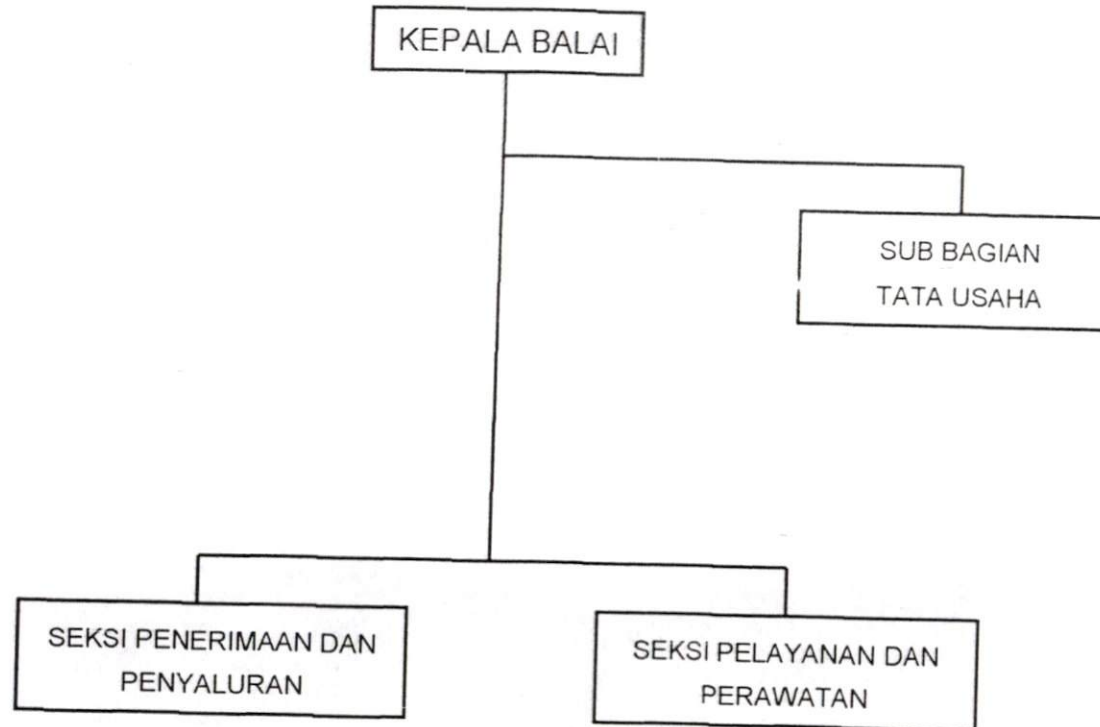 KEPALA BALAI
SUB BAGIAN
TATA USAHA
SEKSI PENERIMAAN DAN
PENYALURAN
SEKSI PELAYANAN DAN
PERAWATAN